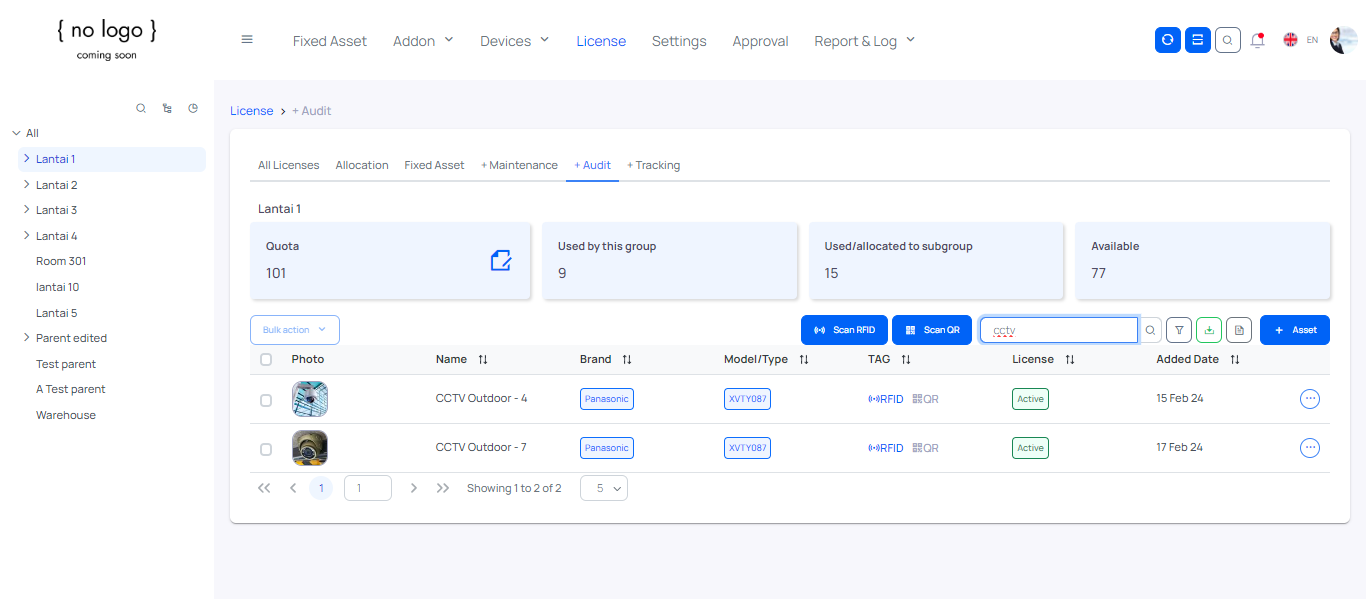 { no logo }
coming soon
Fixed Asset Addon Devices License Settings Approval Report & Log EN
All
Lantai 1
Lantai 2
Lantai 3
Lantai 4
Room 301
lantai 10
Lantai 5
Parent edited
Test parent
A Test parent
Warehouse
License > + Audit
All Licenses Allocation Fixed Asset + Maintenance + Audit + Tracking
Lantai 1
Quota Used by this group Used/allocated to subgroup Available
101 9 15 77
Bulk action Scan RFID Scan QR cctv + Asset
Photo Name Brand Model/Type TAG License Added Date
CCTV Outdoor - 4 Panasonic XVTY087 RFID QR Active 15 Feb 24
CCTV Outdoor - 7 Panasonic XVTY087 RFID QR Active 17 Feb 24
1 1 Showing 1 to 2 of 2 5